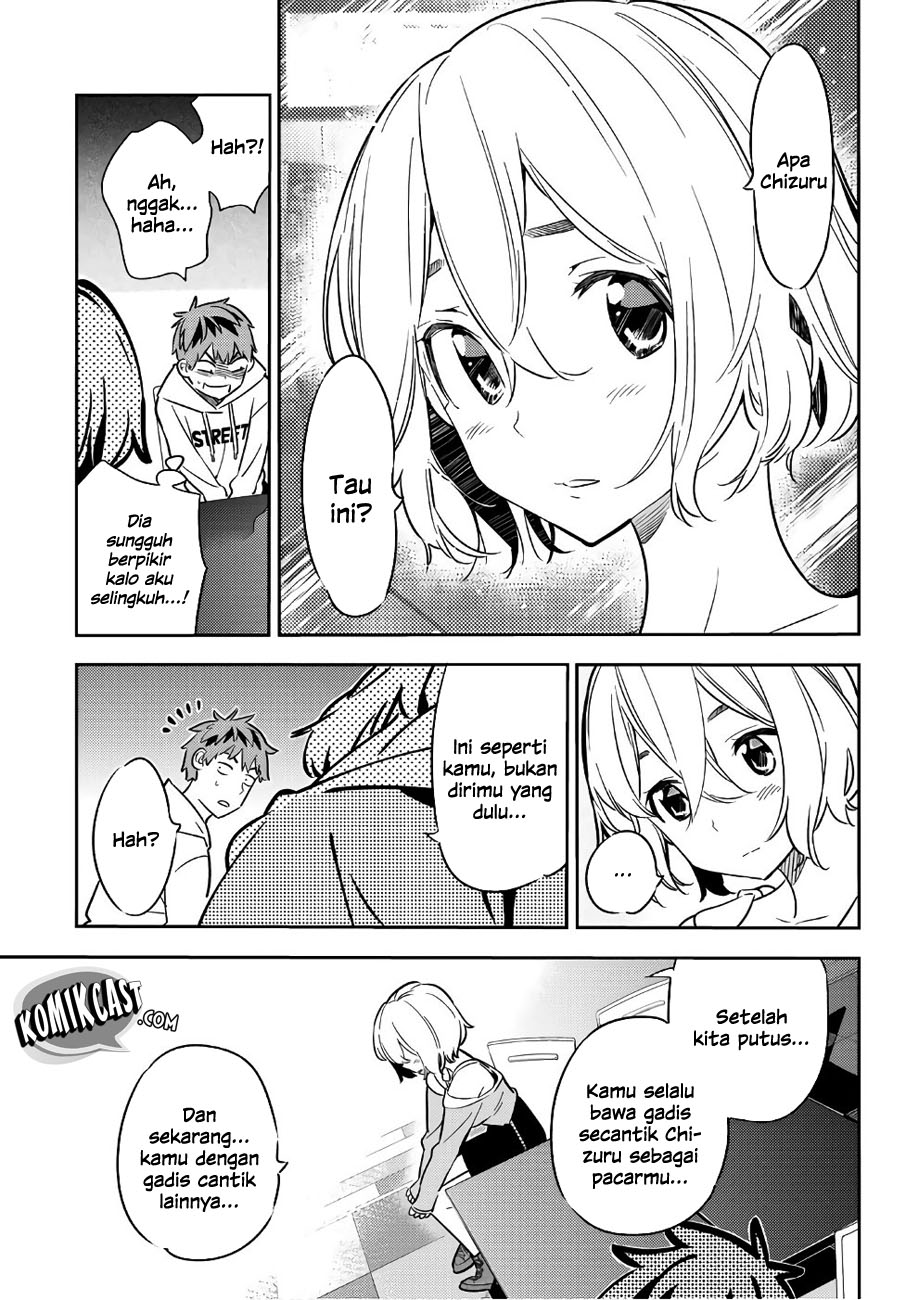 Apa
Chizuru
Tau
ini?
Hah?!
Ah,
nggak...
haha...
STREET
Dia
sungguh
berpikir
kalo aku
selingkuh...!
...
Ini seperti
kamu, bukan
dirimu yang
dulu...
Hah?
Setelah
kita putus...
Kamu selalu
bawa gadis
secantik Chi-
zuru sebagai
pacarmu...
Dan
sekarang...
kamu dengan
gadis cantik
lainnya...
KOMIKCAST.COM